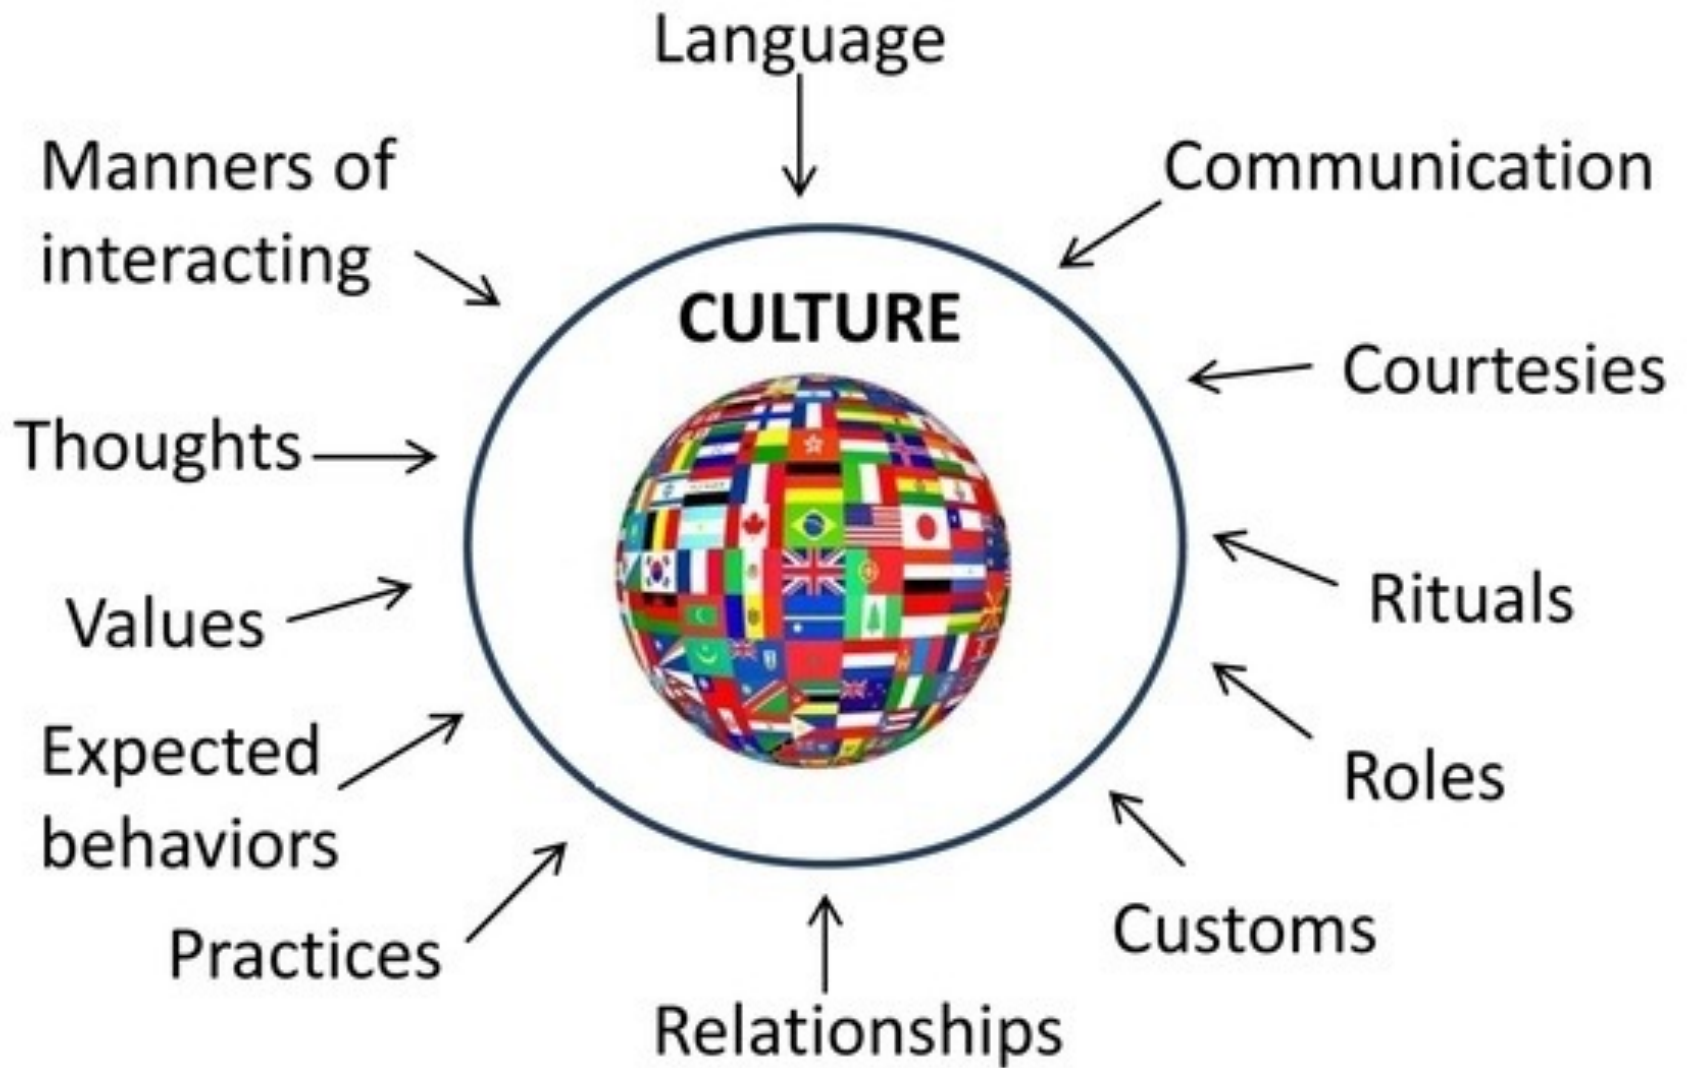 Language
Manners of
interacting
Communication
CULTURE
Courtesies
Thoughts
Values
Rituals
Expected
behaviors
Roles
Practices
Customs
Relationships